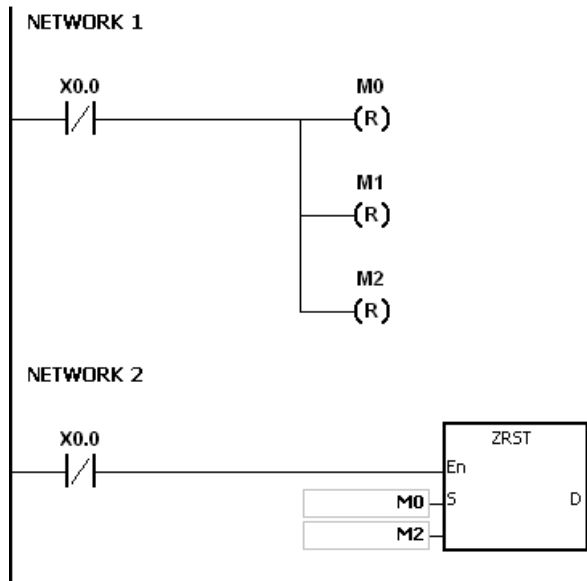 NETWORK 1
X0.0
M0
(R)
M1
(R)
M2
(R)
NETWORK 2
X0.0
ZRST
En
M0 S D
M2